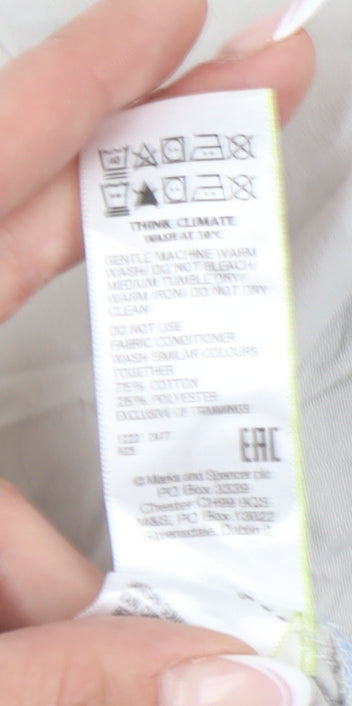 40
THINK CLIMATE
WASH AT 30°C
GENTLE MACHINE WARM
WASH/ DO NOT BLEACH/
MEDIUM TUMBLE DRY/
WARM IRON/ DO NOT DRY
CLEAN
DO NOT USE
FABRIC CONDITIONER
WASH SIMILAR COLOURS
TOGETHER
75% COTTON
25% POLYESTER
EXCLUSIVE OF TRIMMINGS
EAC
© Marks and Spencer plc
PO Box 3339,
Chester CH99 9QS
M&S, PO Box 13022
Ravensdale, Dublin 2